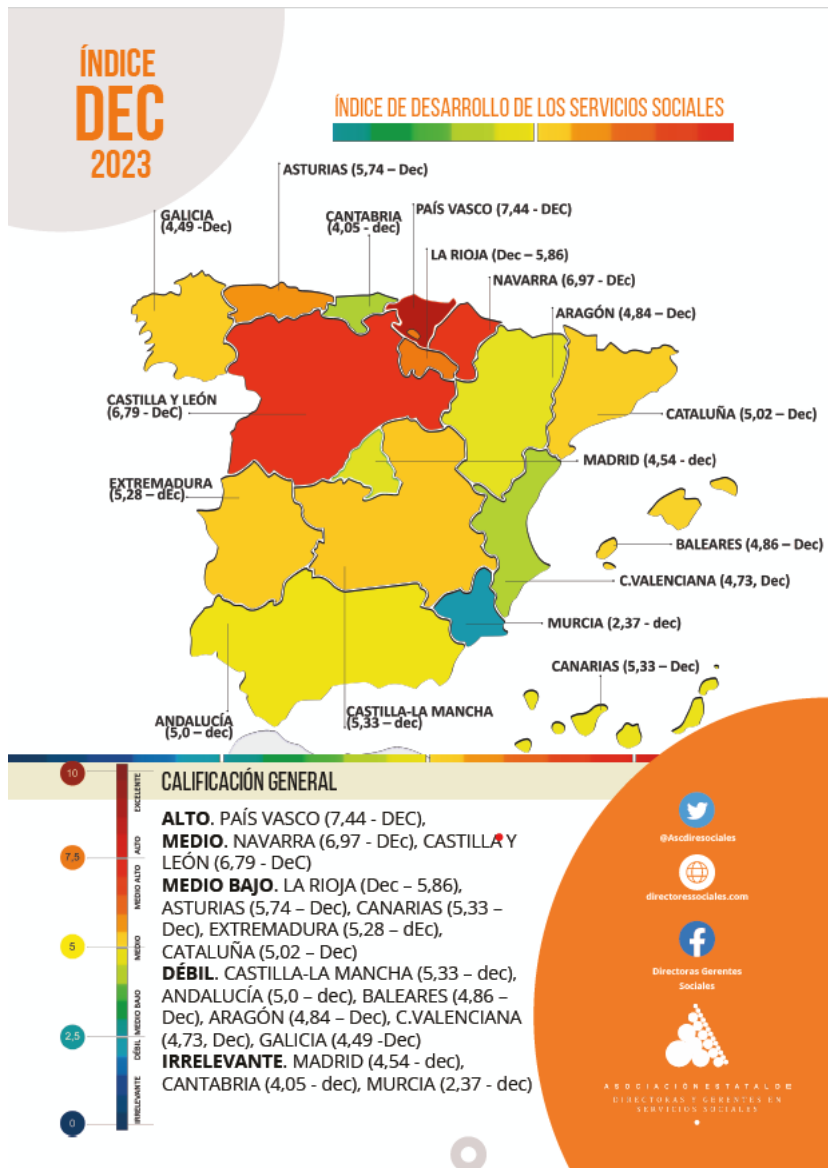 ÍNDICE
DEC
2023
ÍNDICE DE DESARROLLO DE LOS SERVICIOS SOCIALES
ASTURIAS (5,74 – Dec)
GALICIA
(4,49 -Dec)
CANTABRIA
(4,05 - dec)
PAÍS VASCO (7,44 - DEC)
LA RIOJA (Dec – 5,86)
NAVARRA (6,97 - DEc)
ARAGÓN (4,84 – Dec)
CASTILLA Y LEÓN
(6,79 - DeC)
CATALUÑA (5,02 – Dec)
MADRID (4,54 - dec)
EXTREMADURA
(5,28 – dEc)
BALEARES (4,86 – Dec)
C.VALENCIANA (4,73, Dec)
MURCIA (2,37 - dec)
CANARIAS (5,33 – Dec)
CASTILLA-LA MANCHA
(5,33 – dec)
ANDALUCÍA
(5,0 – dec)
10
7,5
5
2,5
0
EXCELENTE
ALTO
MEDIO ALTO
MEDIO
MEDIO BAJO
DÉBIL
IRRELEVANTE
CALIFICACIÓN GENERAL
ALTO. PAÍS VASCO (7,44 - DEC),
MEDIO. NAVARRA (6,97 - DEc), CASTILLA Y
LEÓN (6,79 - DeC)
MEDIO BAJO. LA RIOJA (Dec – 5,86),
ASTURIAS (5,74 – Dec), CANARIAS (5,33 –
Dec), EXTREMADURA (5,28 – dEc),
CATALUÑA (5,02 – Dec)
DÉBIL. CASTILLA-LA MANCHA (5,33 – dec),
ANDALUCÍA (5,0 – dec), BALEARES (4,86 –
Dec), ARAGÓN (4,84 – Dec), C.VALENCIANA
(4,73, Dec), GALICIA (4,49 -Dec)
IRRELEVANTE. MADRID (4,54 - dec),
CANTABRIA (4,05 - dec), MURCIA (2,37 - dec)
@Ascdiresociales
directoressociales.com
Directoras Gerentes
Sociales
ASOCIACIÓN ESTATAL DE
DIRECTORAS Y GERENTES EN
SERVICIOS SOCIALES